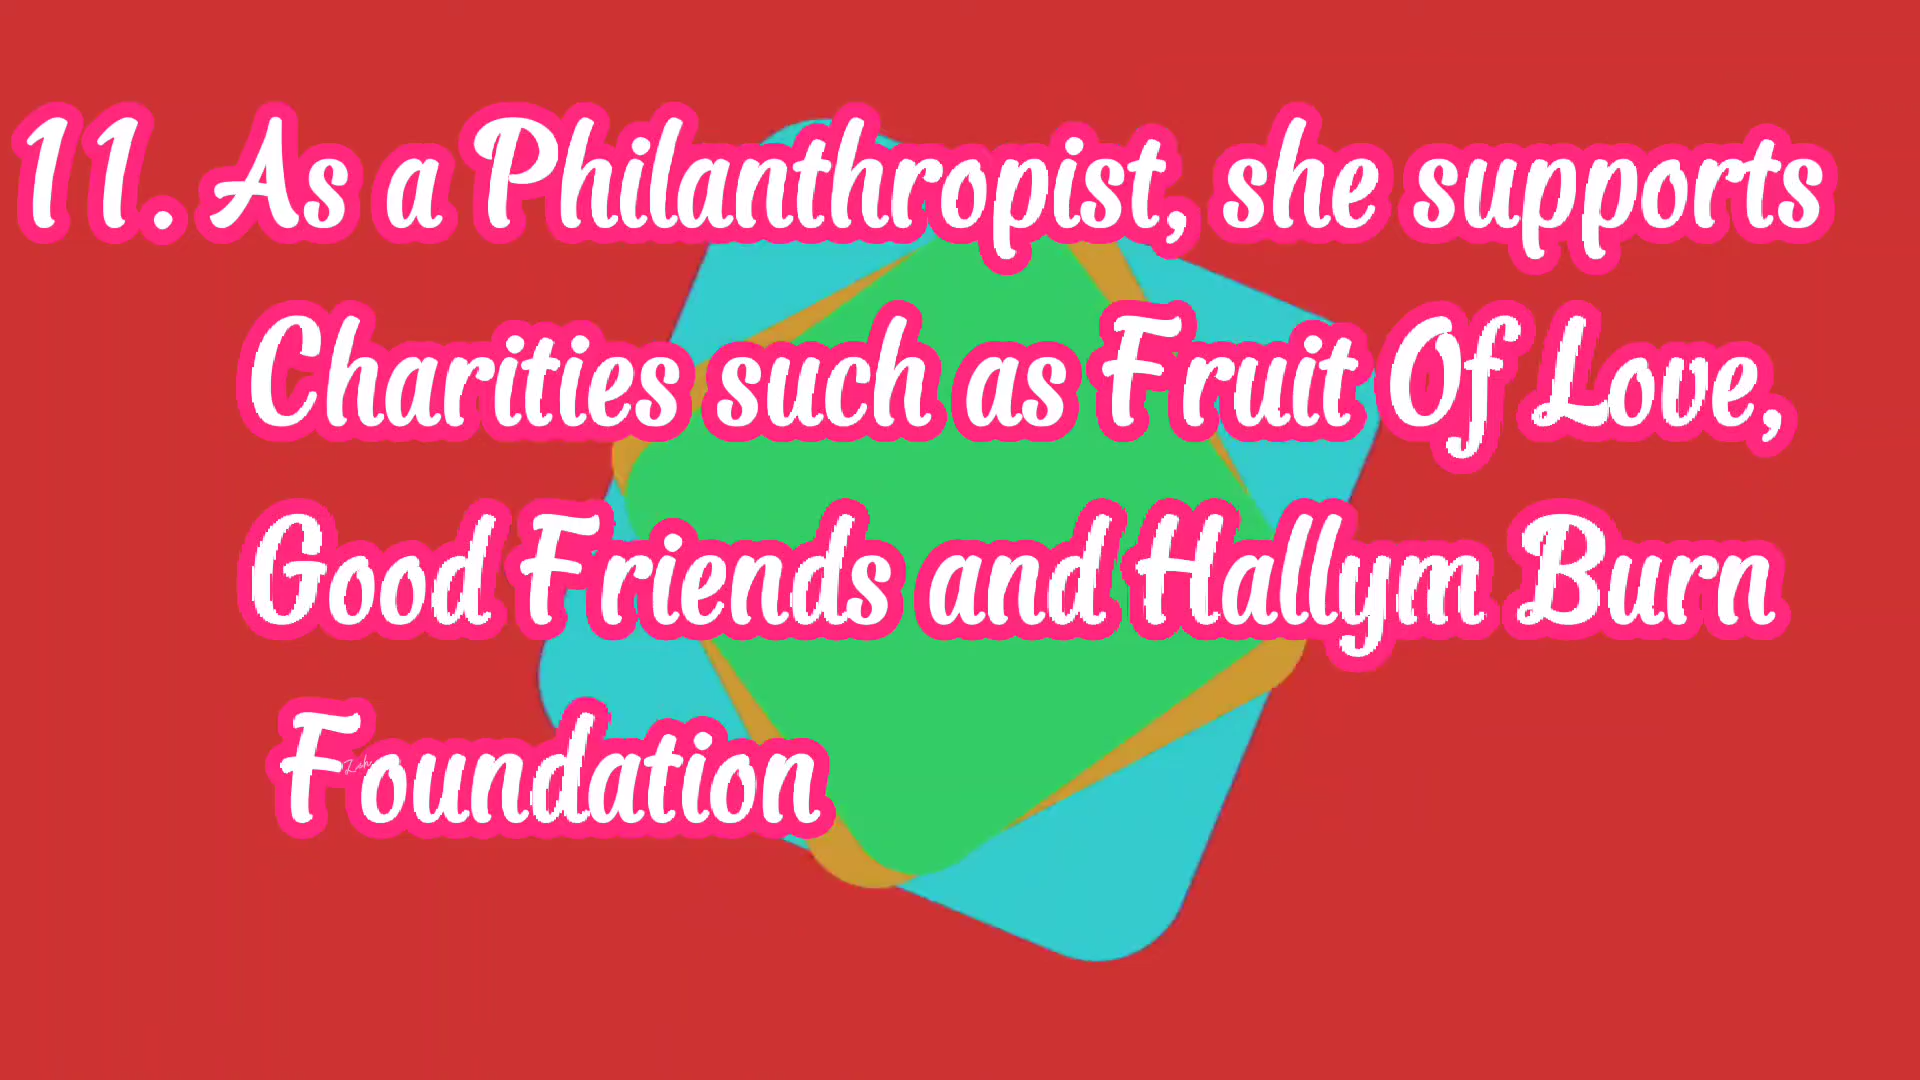 11. As a Philanthropist, she supports
Charities such as Fruit Of Love,
Good Friends and Hallym Burn
Foundation